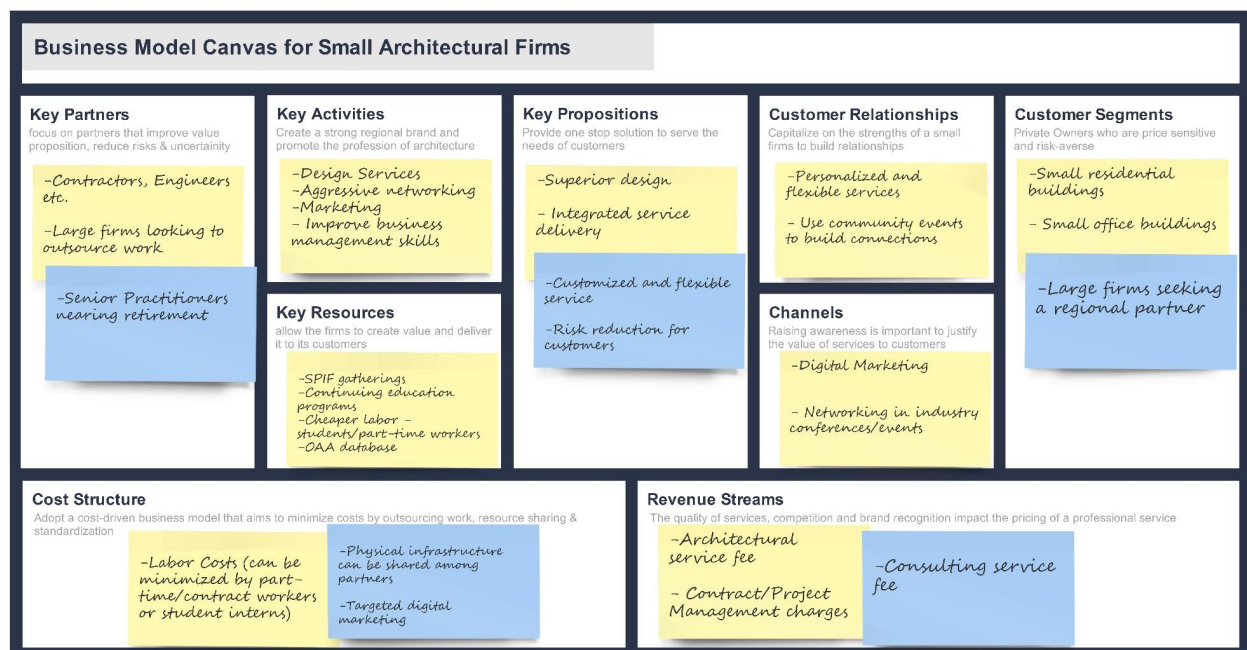 Business Model Canvas for Small Architectural Firms
Key Partners
focus on partners that improve value
proposition, reduce risks & uncertainity
-Contractors, Engineers
etc.
-Large firms looking to
outsource work
-Senior Practitioners
nearing retirement
Key Activities
Create a strong regional brand and
promote the profession of architecture
-Design Services
-Aggressive networking
-Marketing
- Improve business
management skills
Key Resources
allow the firms to create value and deliver
it to its customers
-SPIF gatherings
-Continuing education
programs
-Cheaper labor -
students/part-time workers
-OAA database
Key Propositions
Provide one stop solution to serve the
needs of customers
-Superior design
- Integrated service
delivery
-Customized and flexible
service
-Risk reduction for
customers
Customer Relationships
Capitalize on the strengths of a small
firms to build relationships
-Personalized and
flexible services
- Use community events
to build connections
Channels
Raising awareness is important to justify
the value of services to customers
-Digital Marketing
- Networking in industry
conferences/events
Customer Segments
Private Owners who are price sensitive
and risk-averse
-Small residential
buildings
- Small office buildings
-Large firms seeking
a regional partner
Cost Structure
Adopt a cost-driven business model that aims to minimize costs by outsourcing work, resource sharing &
standardization
-Labor Costs (can be
minimized by part-
time/contract workers
or student interns)
-Physical infrastructure
can be shared among
partners
-Targeted digital
marketing
Revenue Streams
The quality of services, competition and brand recognition impact the pricing of a professional service
-Architectural
service fee
- Contract/Project
Management charges
-Consulting service
fee